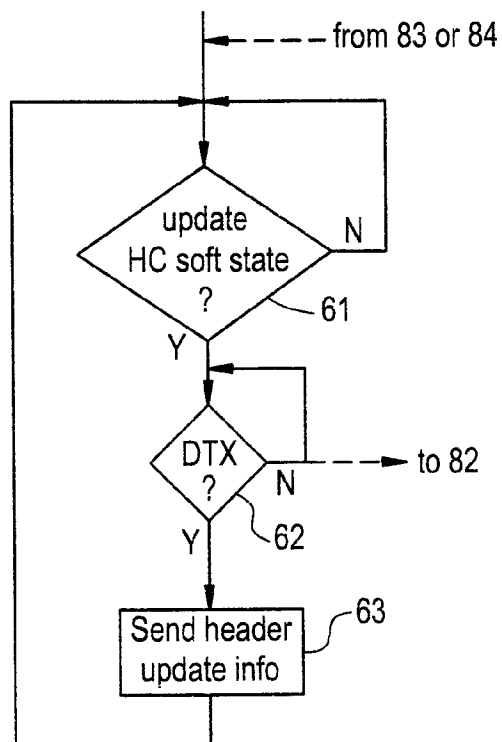 from 83 or 84
update
HC soft state
?
N
61
Y
DTX
?
N
to 82
62
Y
Send header
update info
63